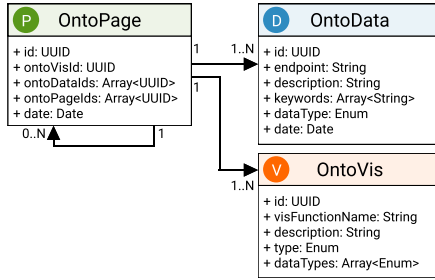 P OntoPage
+ id: UUID
+ ontoVisId: UUID
+ ontoDataIds: Array<UUID>
+ ontoPageIds: Array<UUID>
+ date: Date
0..N
1
1
1..N
1
1..N
D OntoData
+ id: UUID
+ endpoint: String
+ description: String
+ keywords: Array<String>
+ dataType: Enum
+ date: Date
V OntoVis
+ id: UUID
+ visFunctionName: String
+ description: String
+ type: Enum
+ dataTypes: Array<Enum>